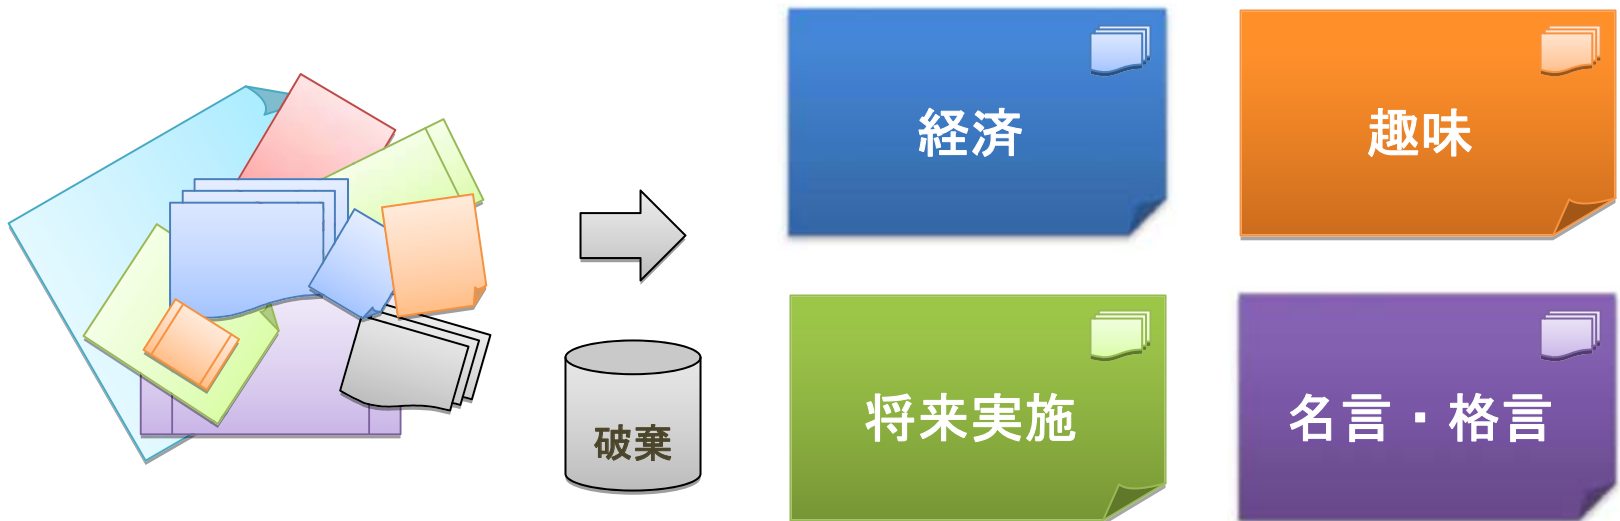 経済
趣味
破棄
将来実施
名言・格言